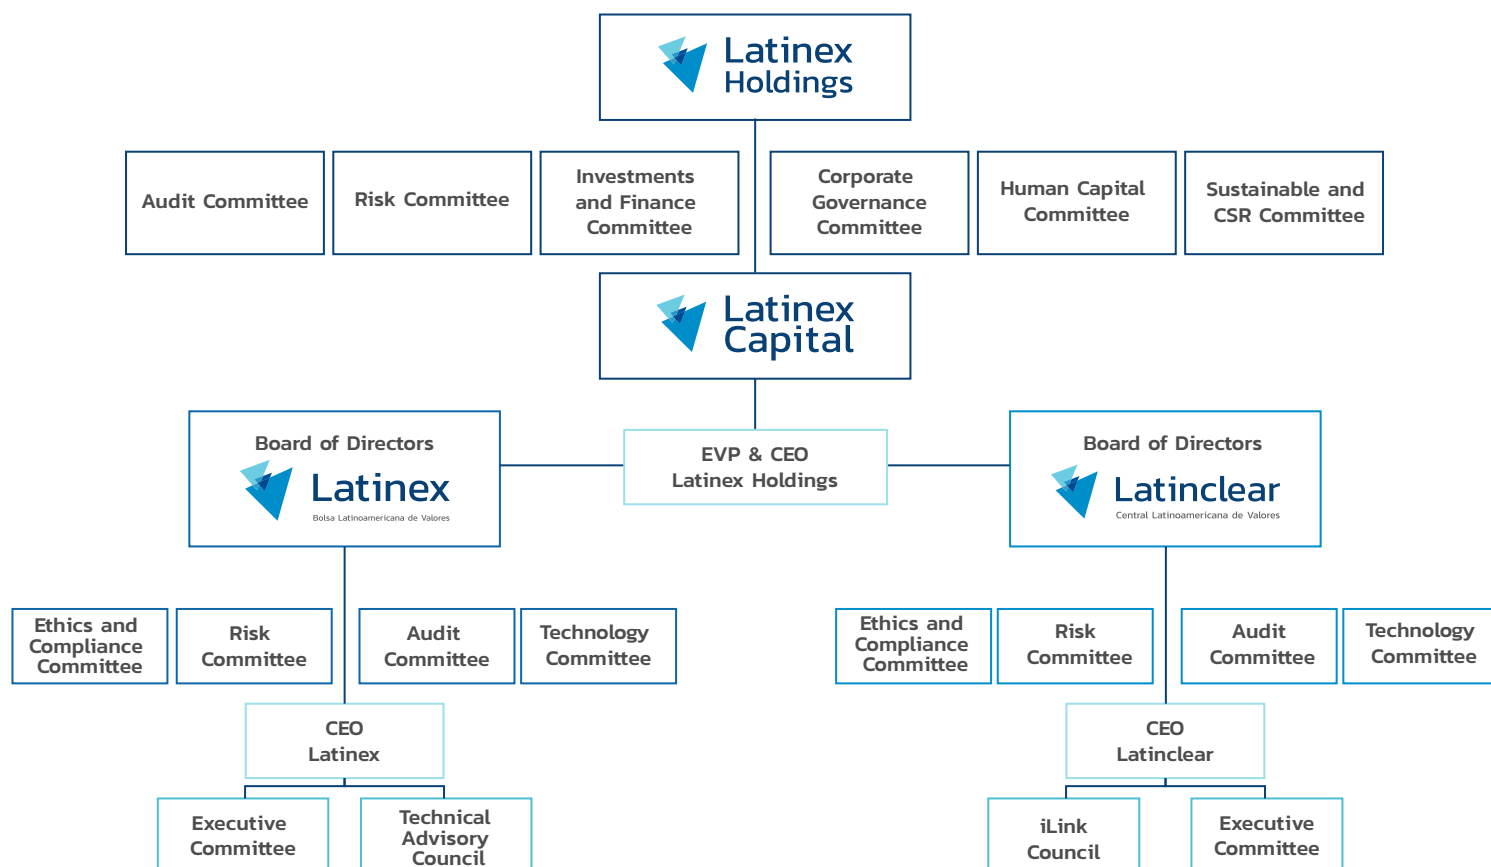 Latinex
Holdings
Audit Committee
Risk Committee
Investments
and Finance
Committee
Corporate
Governance
Committee
Human Capital
Committee
Sustainable and
CSR Committee
Latinex
Capital
Board of Directors
Latinex
Bolsa Latinoamericana de Valores
EVP & CEO
Latinex Holdings
Board of Directors
Latinclear
Central Latinoamericana de Valores
Ethics and
Compliance
Committee
Risk
Committee
Audit
Committee
Technology
Committee
Ethics and
Compliance
Committee
Risk
Committee
Audit
Committee
Technology
Committee
CEO
Latinex
CEO
Latinclear
Executive
Committee
Technical
Advisory
Council
iLink
Council
Executive
Committee